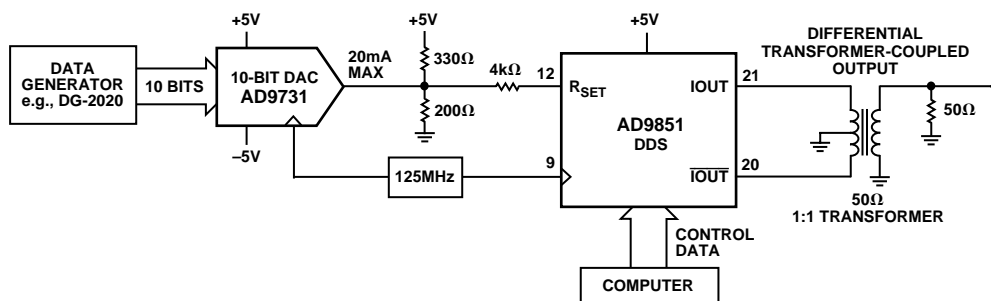 DATA
GENERATOR
e.g., DG-2020
10 BITS
+5V
10-BIT DAC
AD9731
–5V
20mA
MAX
+5V
330Ω
200Ω
4kΩ
125MHz
+5V
12
RSET
9
AD9851
DDS
IOUT
21
IOUT
20
CONTROL
DATA
COMPUTER
DIFFERENTIAL
TRANSFORMER-COUPLED
OUTPUT
50Ω
50Ω
1:1 TRANSFORMER